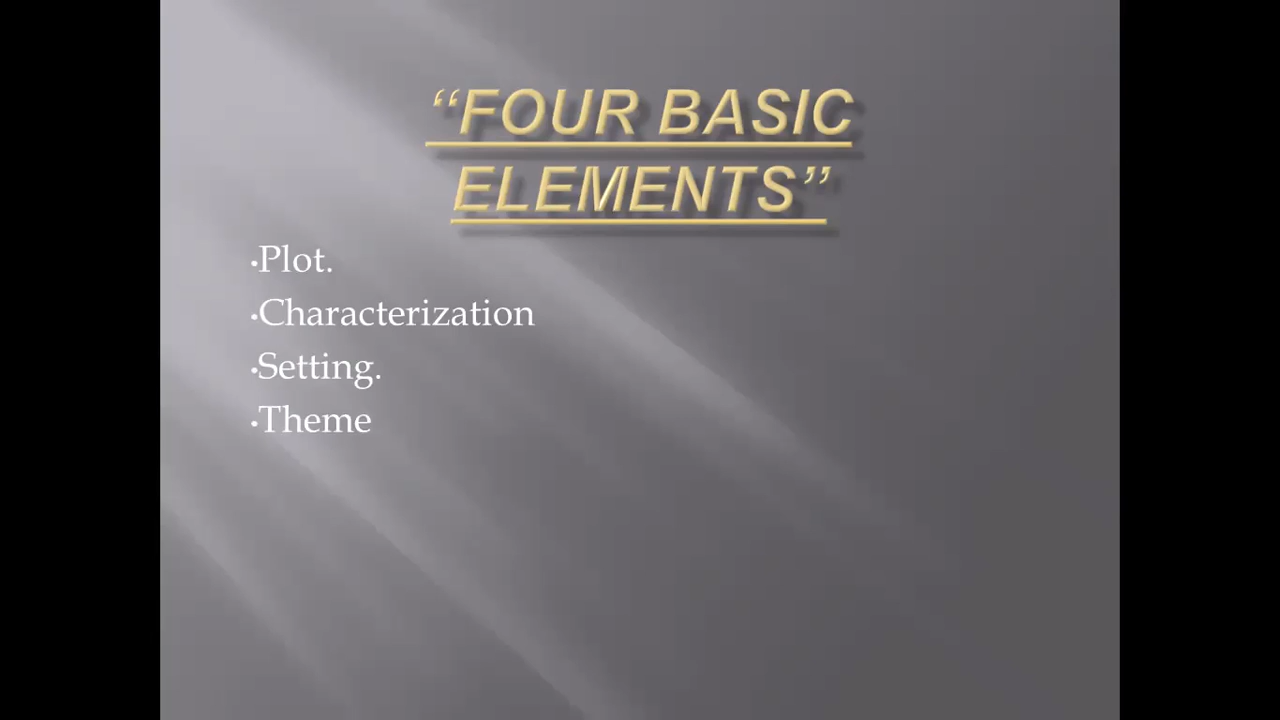 “FOUR BASIC
ELEMENTS”
•Plot.
•Characterization
•Setting.
•Theme